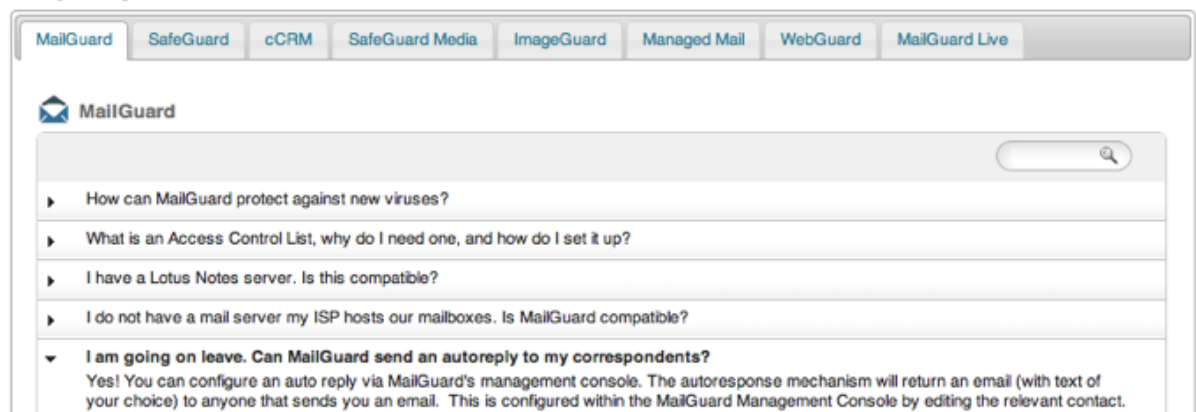 MailGuard SafeGuard cCRM SafeGuard Media ImageGuard Managed Mail WebGuard MailGuard Live
MailGuard
How can MailGuard protect against new viruses?
What is an Access Control List, why do I need one, and how do I set it up?
I have a Lotus Notes server. Is this compatible?
I do not have a mail server my ISP hosts our mailboxes. Is MailGuard compatible?
I am going on leave. Can MailGuard send an autoreply to my correspondents?
Yes! You can configure an auto reply via MailGuard's management console. The autoresponse mechanism will return an email (with text of
your choice) to anyone that sends you an email. This is configured within the MailGuard Management Console by editing the relevant contact.